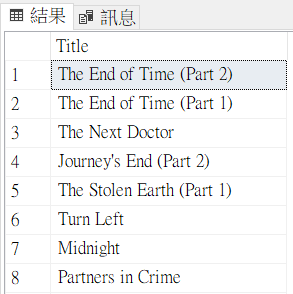 結果 訊息
Title
1 The End of Time (Part 2)
2 The End of Time (Part 1)
3 The Next Doctor
4 Journey's End (Part 2)
5 The Stolen Earth (Part 1)
6 Turn Left
7 Midnight
8 Partners in Crime